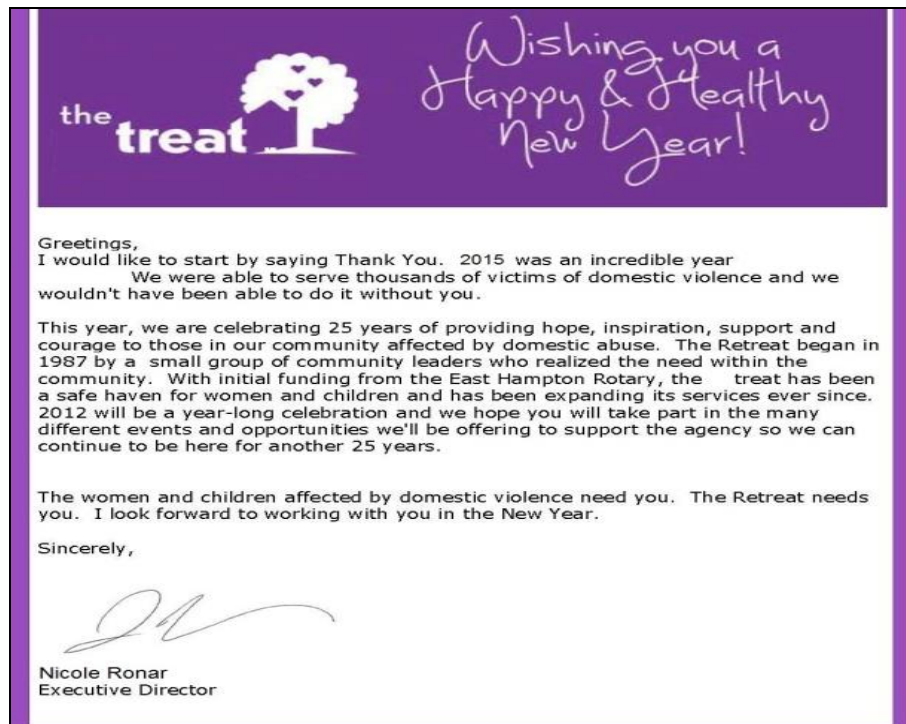 the
treat
Wishing you a
Happy & Healthy
New Year!
Greetings,
I would like to start by saying Thank You. 2015 was an incredible year
We were able to serve thousands of victims of domestic violence and we
wouldn't have been able to do it without you.
This year, we are celebrating 25 years of providing hope, inspiration, support and
courage to those in our community affected by domestic abuse. The Retreat began in
1987 by a small group of community leaders who realized the need within the
community. With initial funding from the East Hampton Rotary, the treat has been
a safe haven for women and children and has been expanding its services ever since.
2012 will be a year-long celebration and we hope you will take part in the many
different events and opportunities we'll be offering to support the agency so we can
continue to be here for another 25 years.
The women and children affected by domestic violence need you. The Retreat needs
you. I look forward to working with you in the New Year.
Sincerely,
Nicole Ronar
Executive Director